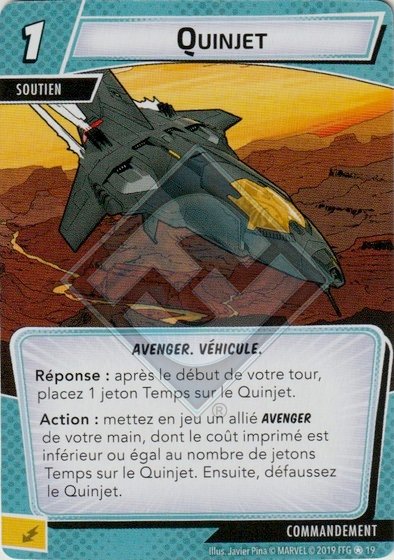 1
QUINJET
SOUTIEN
AVENGER. VÉHICULE.
Réponse : après le début de votre tour,
placez 1 jeton Temps sur le Quinjet.
Action : mettez en jeu un allié AVENGER
de votre main, dont le coût imprimé est
inférieur ou égal au nombre de jetons
Temps sur le Quinjet. Ensuite, défaussez
le Quinjet.
COMMANDEMENT
Illus. Javier Pina © MARVEL © 2019 FFG 19